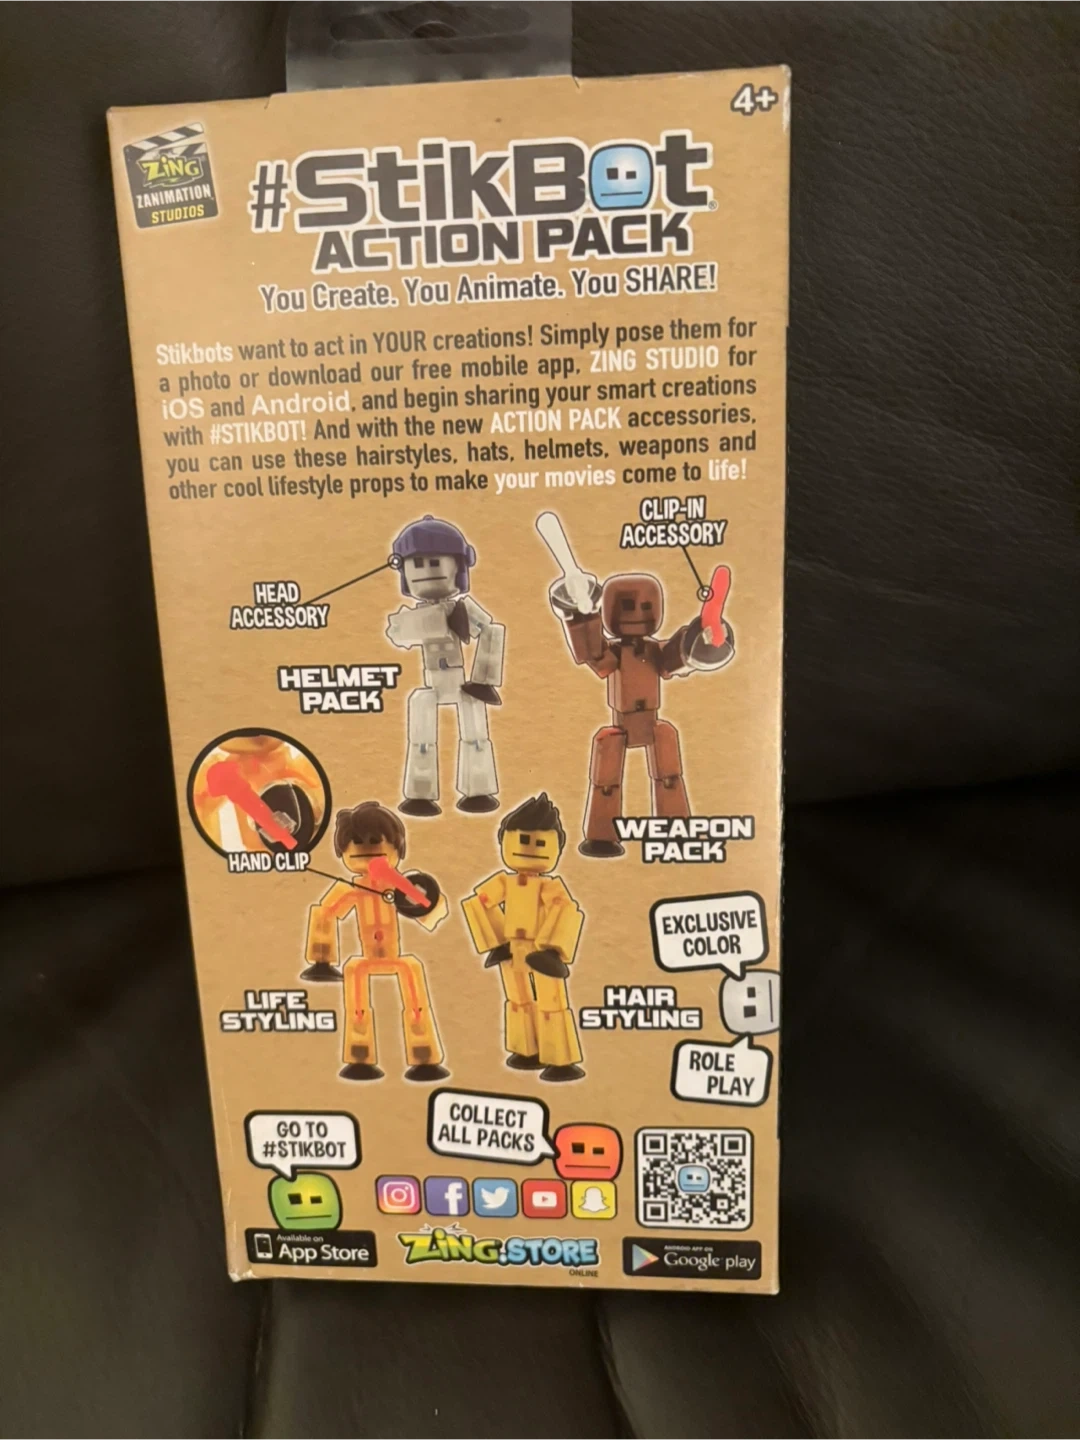 4+
ZING
ZANIMATION
STUDIOS
#StikBot®
ACTION PACK
You Create. You Animate. You SHARE!
Stikbots want to act in YOUR creations! Simply pose them for
a photo or download our free mobile app, ZING STUDIO for
iOS and Android, and begin sharing your smart creations
with #STIKBOT! And with the new ACTION PACK accessories,
you can use these hairstyles, hats, helmets, weapons and
other cool lifestyle props to make your movies come to life!
CLIP-IN
ACCESSORY
HEAD
ACCESSORY
HELMET
PACK
WEAPON
PACK
HAND CLIP
EXCLUSIVE
COLOR
LIFE
STYLING
HAIR
STYLING
ROLE
PLAY
COLLECT
ALL PACKS
GO TO
#STIKBOT
Available on
App Store
ZING.STORE
ONLINE
ANDROID APP ON
Google play